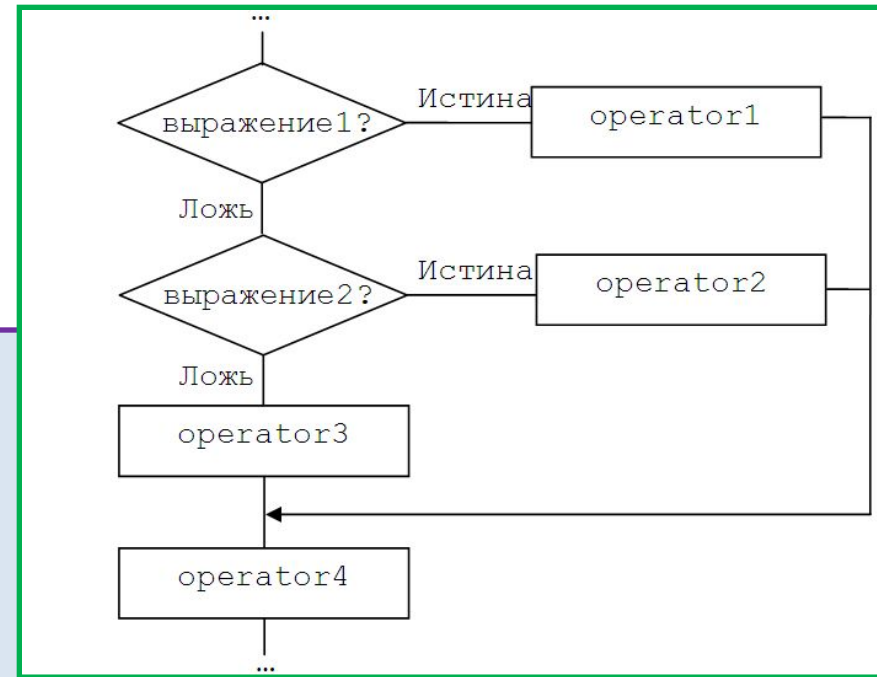 …
выражение1?
Истина
operator1
Ложь
выражение2?
Истина
operator2
Ложь
operator3
operator4
…